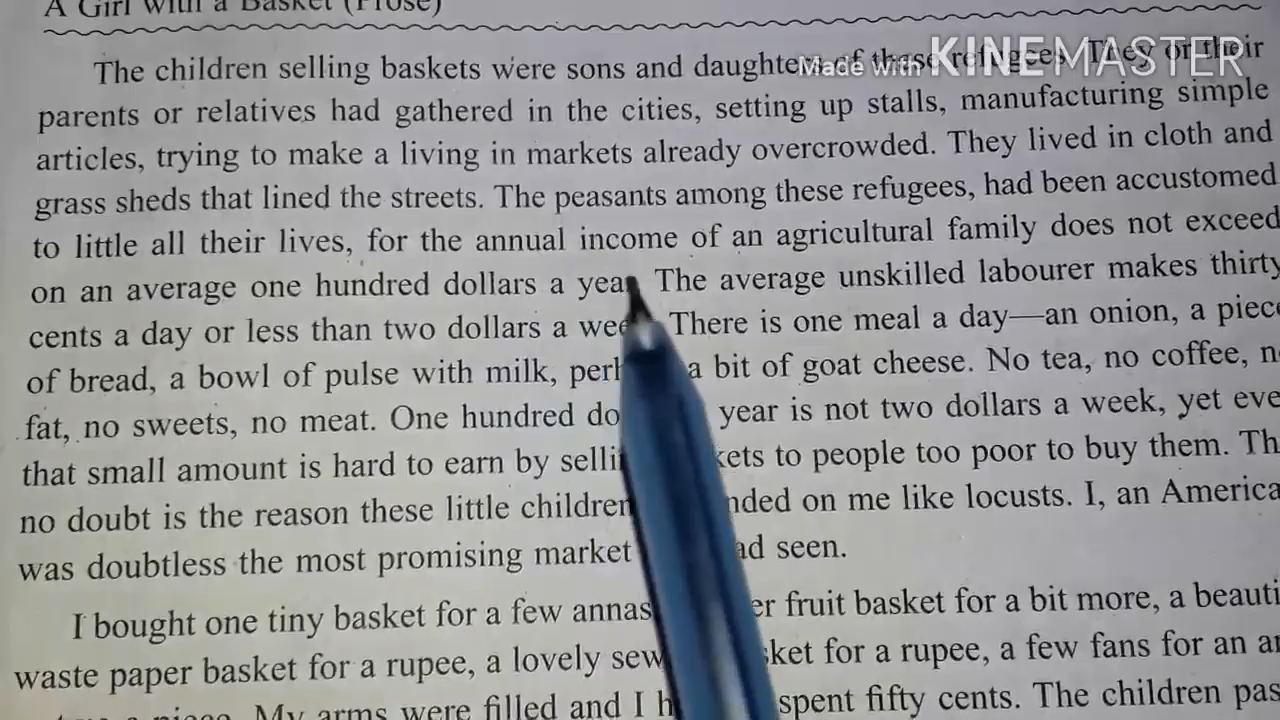 A Girl with a Basket (Prose)
Made with KINEMASTER
The children selling baskets were sons and daughters of these refugees. They or their
parents or relatives had gathered in the cities, setting up stalls, manufacturing simple
articles, trying to make a living in markets already overcrowded. They lived in cloth and
grass sheds that lined the streets. The peasants among these refugees, had been accustomed
to little all their lives, for the annual income of an agricultural family does not exceed
on an average one hundred dollars a year The average unskilled labourer makes thirty
cents a day or less than two dollars a There is one meal a day—an onion, a
of bread, a bowl of pulse with milk, a bit of goat cheese. No tea, no coffee,
fat, no sweets, no meat. One hundred year is not two dollars a week, yet
that small amount is hard to earn by to people too poor to buy them.
no doubt is the reason these little children on me like locusts. I, an
was doubtless the most promising market seen.
I bought one tiny basket for a few annas fruit basket for a bit more, a
waste paper basket for a rupee, a lovely for a rupee, a few fans for an
My arms were filled and I spent fifty cents. The children